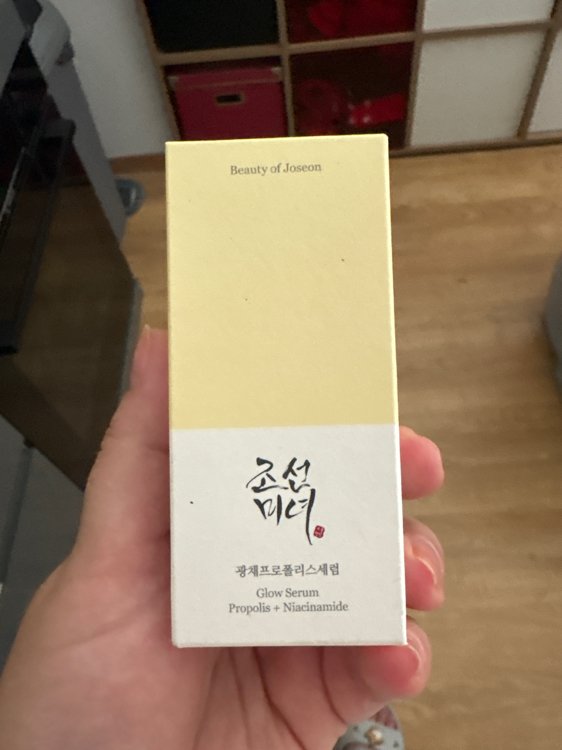 Beauty of Joseon
조선
미녀
광채프로폴리스세럼
Glow Serum
Propolis + Niacinamide